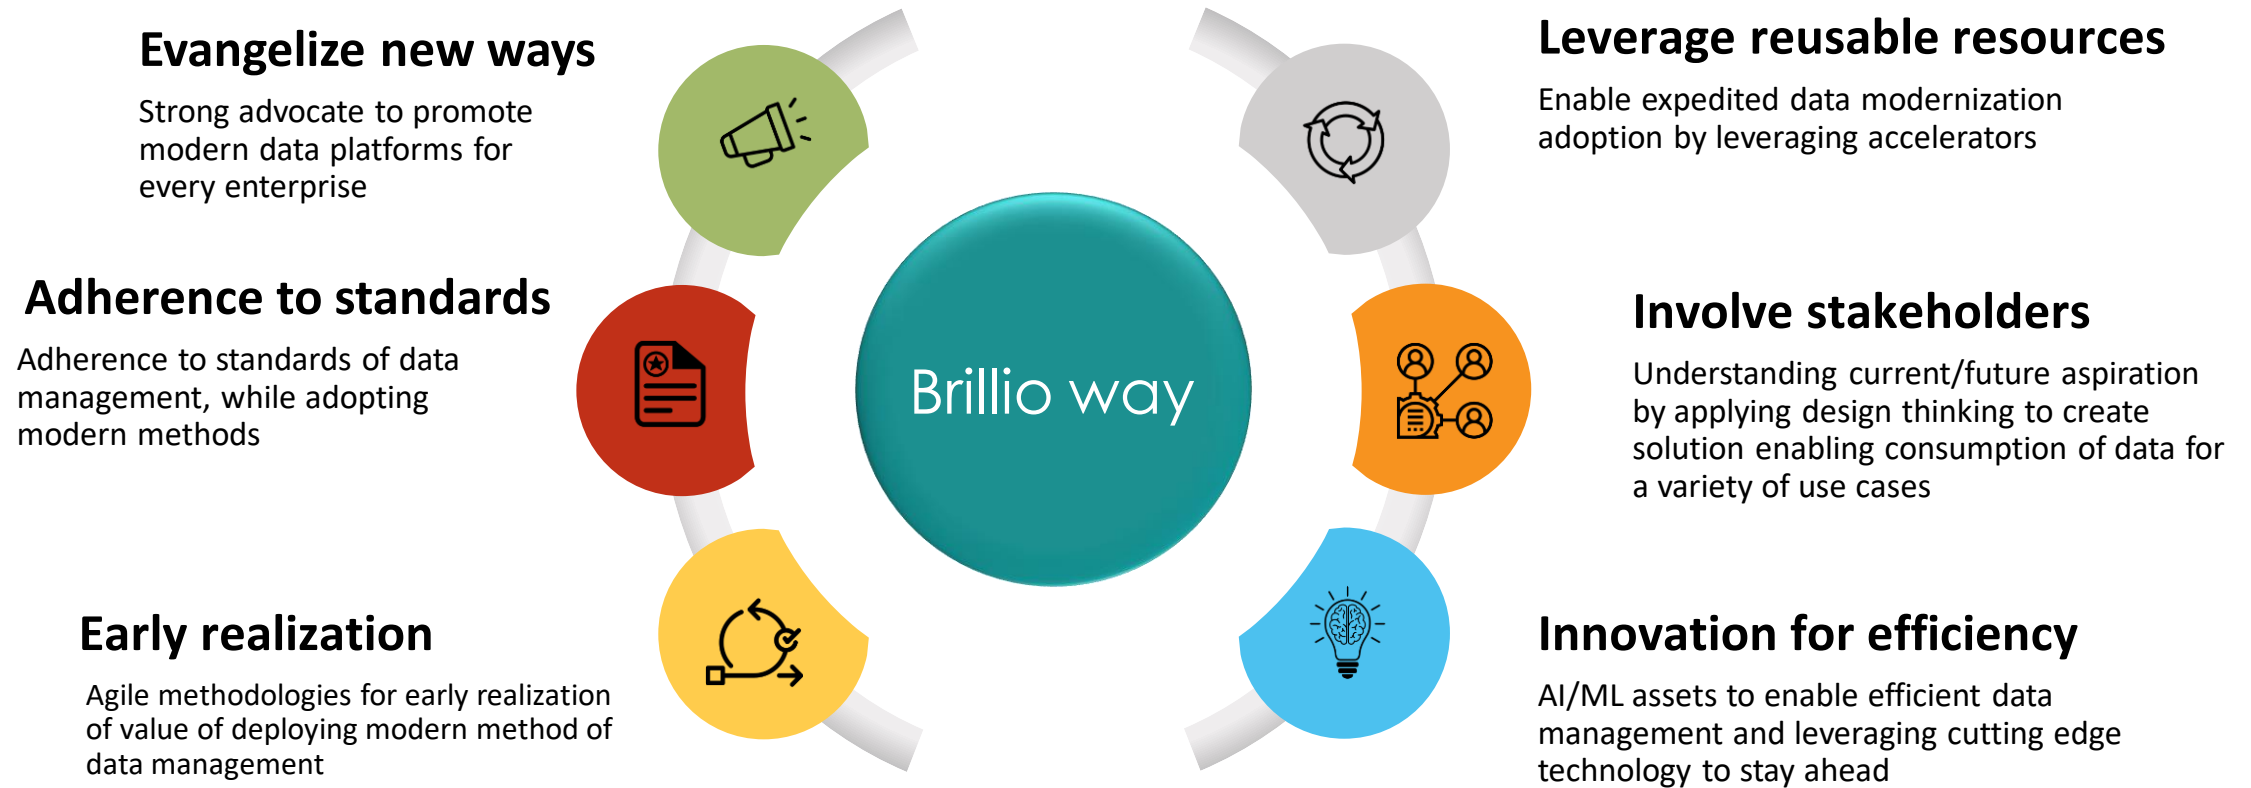 Evangelize new ways
Strong advocate to promote
modern data platforms for
every enterprise
Adherence to standards
Adherence to standards of data
management, while adopting
modern methods
Early realization
Agile methodologies for early realization
of value of deploying modern method of
data management
Brillio way
Leverage reusable resources
Enable expedited data modernization
adoption by leveraging accelerators
Involve stakeholders
Understanding current/future aspiration
by applying design thinking to create
solution enabling consumption of data for
a variety of use cases
Innovation for efficiency
AI/ML assets to enable efficient data
management and leveraging cutting edge
technology to stay ahead